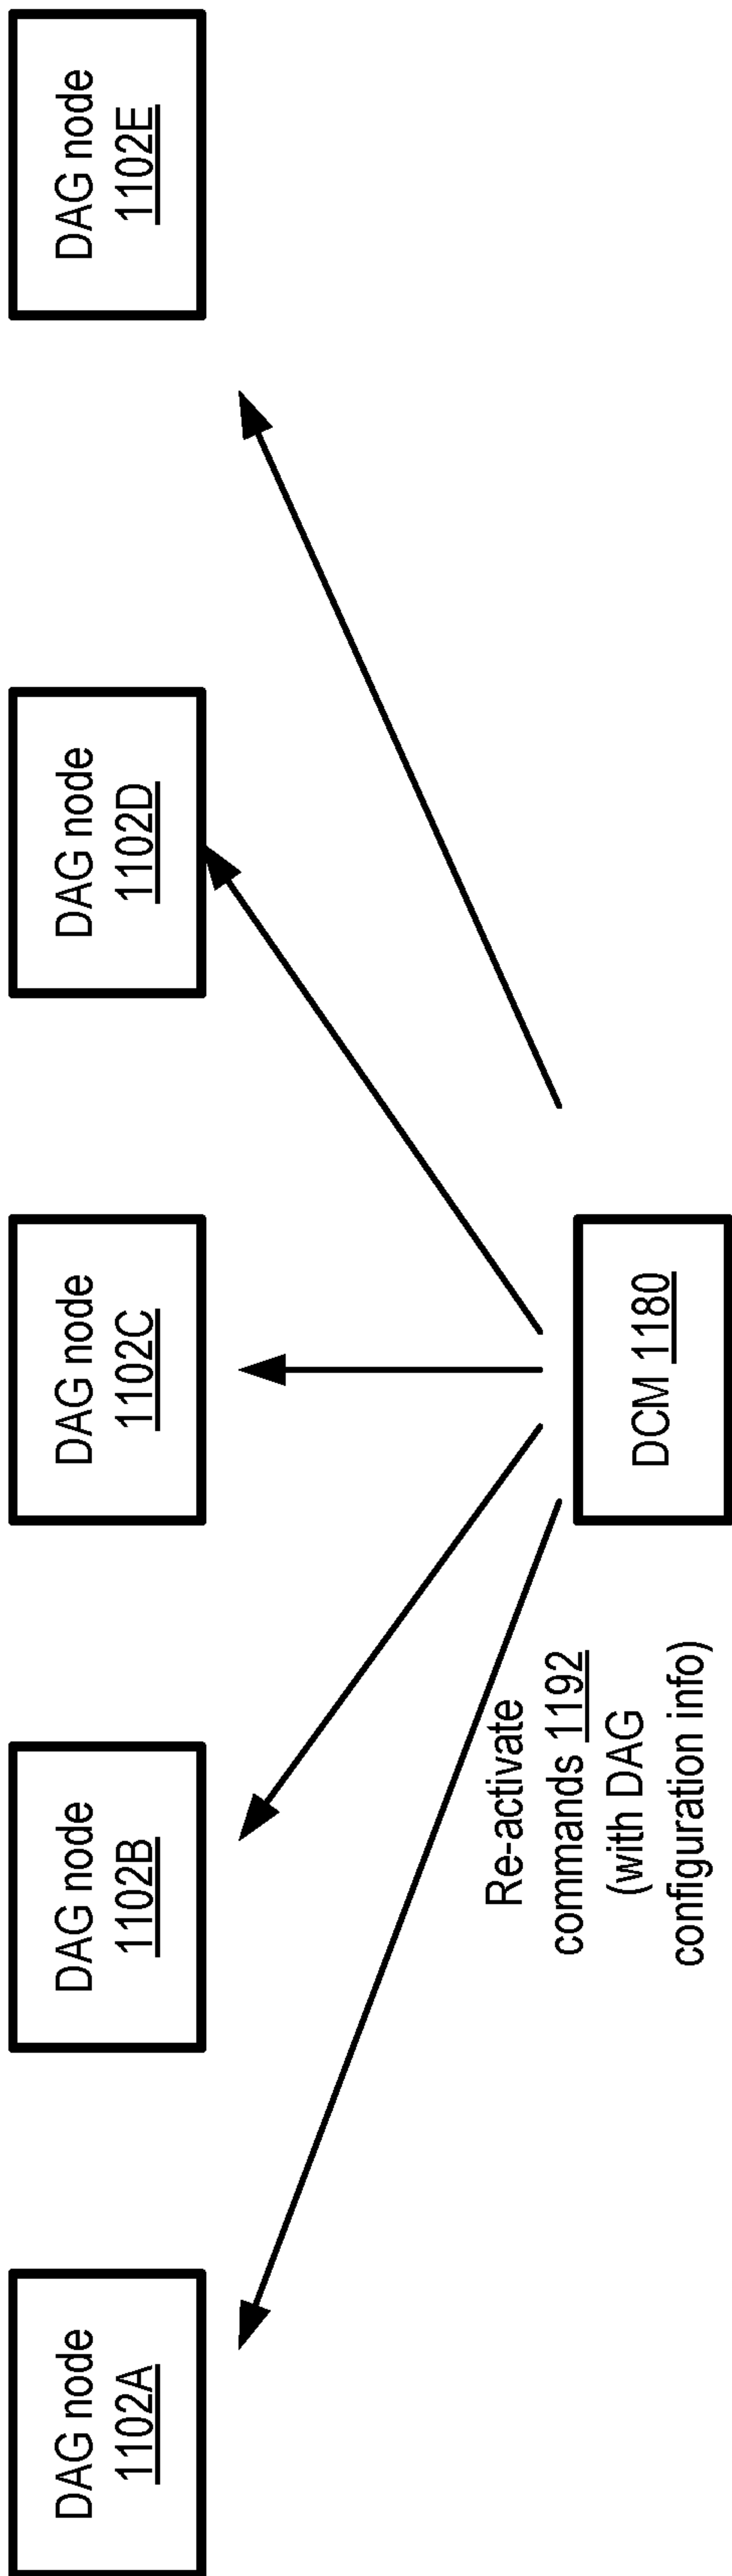 DAG node
1102A
DAG node
1102B
DAG node
1102C
DAG node
1102D
DAG node
1102E
Re-activate
commands 1192
(with DAG
configuration info)
DCM 1180